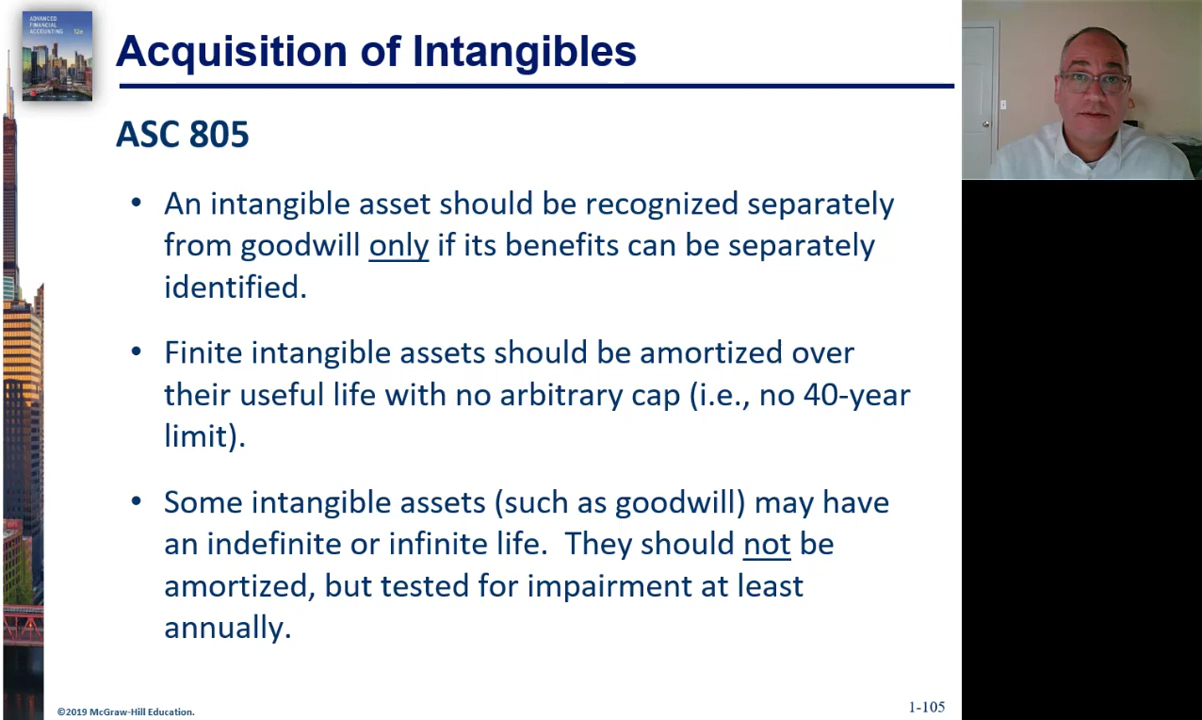 ADVANCED
FINANCIAL
ACCOUNTING
12e
Acquisition of Intangibles
ASC 805
• An intangible asset should be recognized separately
from goodwill only if its benefits can be separately
identified.
• Finite intangible assets should be amortized over
their useful life with no arbitrary cap (i.e., no 40-year
limit).
• Some intangible assets (such as goodwill) may have
an indefinite or infinite life. They should not be
amortized, but tested for impairment at least
annually.
©2019 McGraw-Hill Education.
1-105